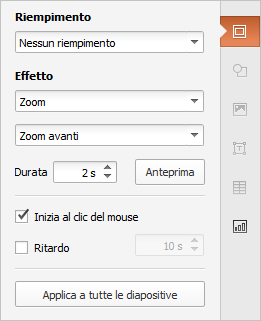 Riempimento
Nessun riempimento
Effetto
Zoom
Zoom avanti
Durata 2 s Anteprima
Inizia al clic del mouse
Ritardo 10 s
Applica a tutte le diapositive